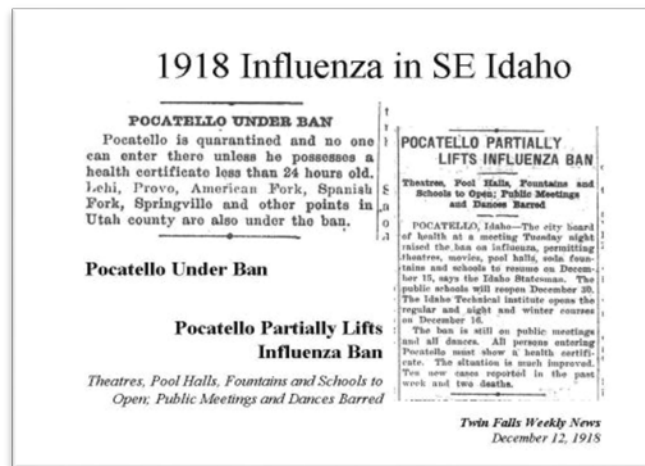 1918 Influenza in SE Idaho
POCATELLO UNDER BAN
Pocatello is quarantined and no one
can enter there unless he possesses a
health certificate less than 24 hours old.
Lehi, Provo, American Fork, Spanish
Fork, Springville and other points in
Utah county are also under the ban.
POCATELLO PARTIALLY
LIFTS INFLUENZA BAN
Theatres, Pool Halls, Fountains and
Schools to Open; Public Meetings
and Dances Barred
POCATELLO, Idaho—The city board
of health at a meeting Tuesday night
raised the ban on influenza, permitting
theatres, movies, pool halls, soda foun-
tains and schools to resume on Decem-
ber 15, says the Idaho Statesman. The
public schools will reopen December 30.
The Idaho Technical institute opens the
regular and night and winter courses
on December 16.
The ban is still on public meetings
and all dances. All persons entering
Pocatello must show a health certifi-
cate. The situation is much improved.
Ten new cases reported in the past
week and two deaths.
Pocatello Under Ban
Pocatello Partially Lifts
Influenza Ban
Theatres, Pool Halls, Fountains and Schools to
Open; Public Meetings and Dances Barred
Twin Falls Weekly News
December 12, 1918